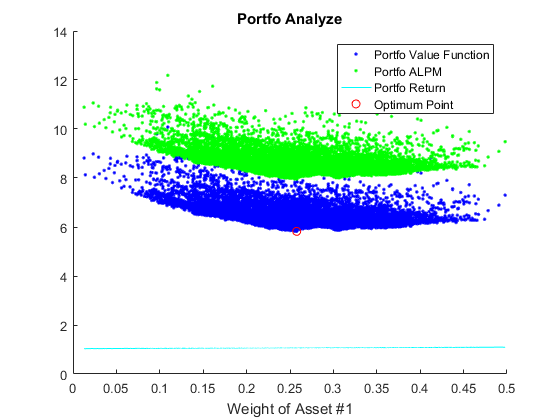 Portfo Analyze
14
12
10
8
6
4
2
0
Portfo Value Function
Portfo ALPM
Portfo Return
Optimum Point
0 0.05 0.1 0.15 0.2 0.25 0.3 0.35 0.4 0.45 0.5
Weight of Asset #1